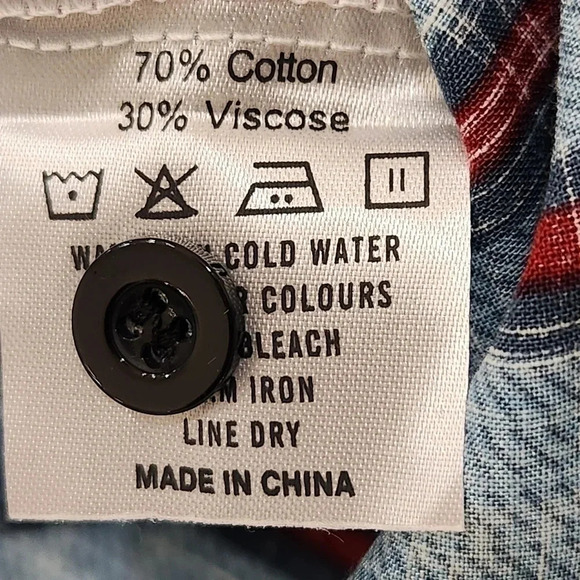 70% Cotton
30% Viscose
COLD WATER
COLOURS
BLEACH
IRON
LINE DRY
MADE IN CHINA